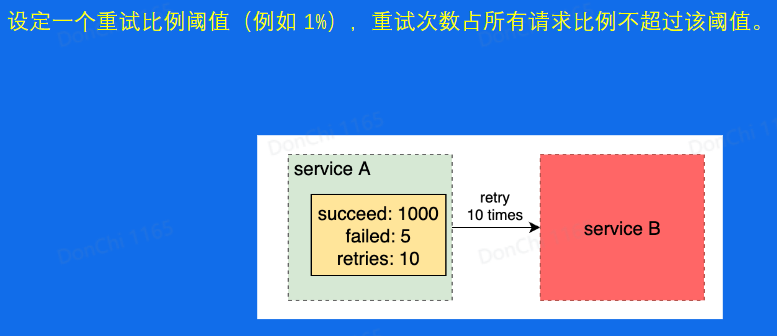 设定一个重试比例阈值（例如 1%），重试次数占所有请求比例不超过该阈值。
DonChi 1165
service A
succeed: 1000
failed: 5
retries: 10
retry
10 times
service B
DonChi 1165